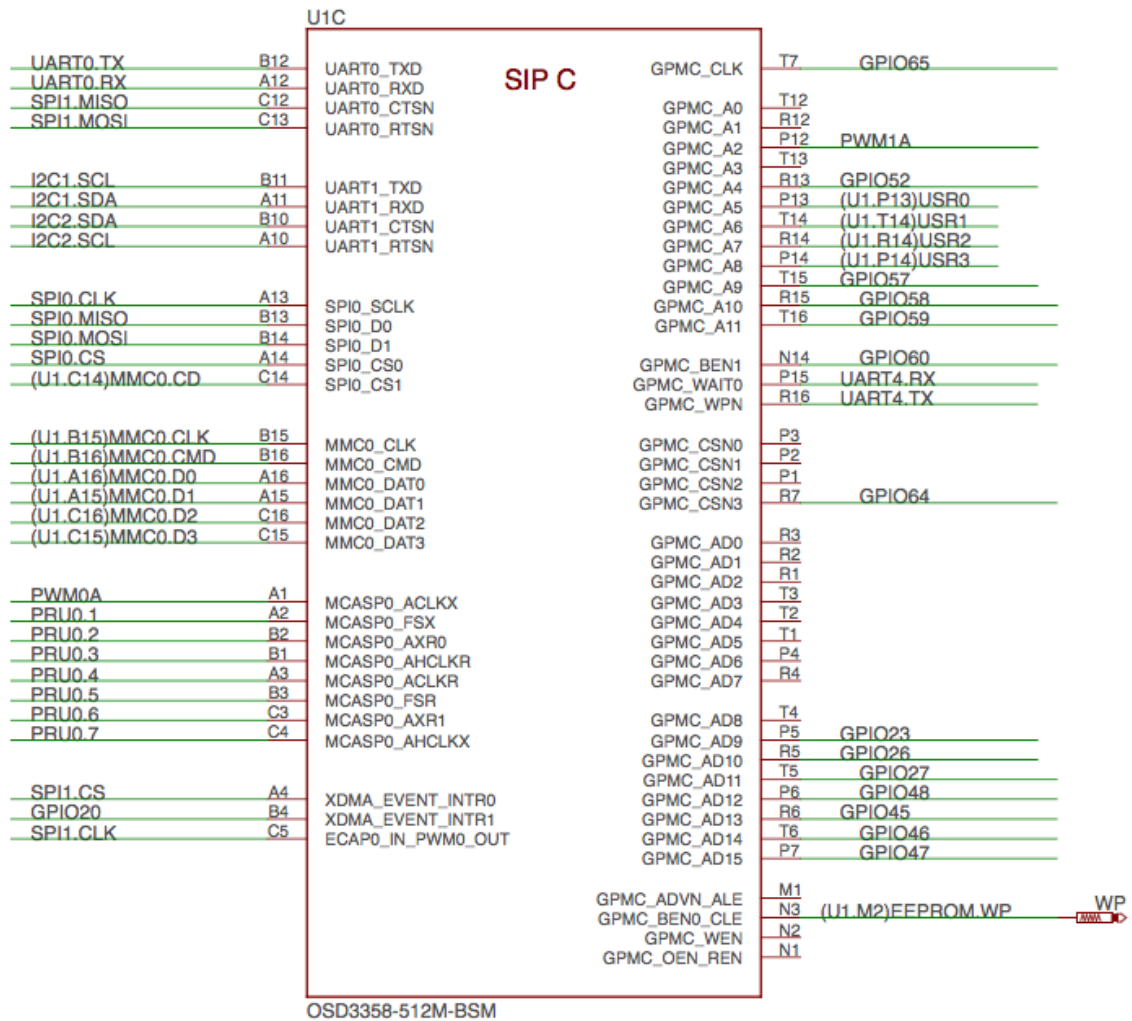 U1C
SIP C
UART0.TX B12 UART0_TXD
UART0.RX A12 UART0_RXD
SPI1.MISO C12 UART0_CTSN
SPI1.MOSI C13 UART0_RTSN
I2C1.SCL B11 UART1_TXD
I2C1.SDA A11 UART1_RXD
I2C2.SDA B10 UART1_CTSN
I2C2.SCL A10 UART1_RTSN
SPI0.CLK A13 SPI0_SCLK
SPI0.MISO B13 SPI0_D0
SPI0.MOSI B14 SPI0_D1
SPI0.CS A14 SPI0_CS0
(U1.C14)MMC0.CD C14 SPI0_CS1
(U1.B15)MMC0.CLK B15 MMC0_CLK
(U1.B16)MMC0.CMD B16 MMC0_CMD
(U1.A16)MMC0.D0 A16 MMC0_DAT0
(U1.A15)MMC0.D1 A15 MMC0_DAT1
(U1.C16)MMC0.D2 C16 MMC0_DAT2
(U1.C15)MMC0.D3 C15 MMC0_DAT3
PWM0A A1 MCASP0_ACLKX
PRU0.1 A2 MCASP0_FSX
PRU0.2 B2 MCASP0_AXR0
PRU0.3 B1 MCASP0_AHCLKR
PRU0.4 A3 MCASP0_ACLKR
PRU0.5 B3 MCASP0_FSR
PRU0.6 C3 MCASP0_AXR1
PRU0.7 C4 MCASP0_AHCLKX
SPI1.CS A4 XDMA_EVENT_INTR0
GPIO20 B4 XDMA_EVENT_INTR1
SPI1.CLK C5 ECAP0_IN_PWM0_OUT
GPMC_CLK T7 GPIO65
GPMC_A0 T12
GPMC_A1 R12
GPMC_A2 P12 PWM1A
GPMC_A3 T13
GPMC_A4 R13 GPIO52
GPMC_A5 P13 (U1.P13)USR0
GPMC_A6 T14 (U1.T14)USR1
GPMC_A7 R14 (U1.R14)USR2
GPMC_A8 P14 (U1.P14)USR3
GPMC_A9 T15 GPIO57
GPMC_A10 R15 GPIO58
GPMC_A11 T16 GPIO59
GPMC_BEN1 N14 GPIO60
GPMC_WAIT0 P15 UART4.RX
GPMC_WPN R16 UART4.TX
GPMC_CSN0 P3
GPMC_CSN1 P2
GPMC_CSN2 P1
GPMC_CSN3 R7 GPIO64
GPMC_AD0 R3
GPMC_AD1 R2
GPMC_AD2 R1
GPMC_AD3 T3
GPMC_AD4 T2
GPMC_AD5 T1
GPMC_AD6 P4
GPMC_AD7 R4
GPMC_AD8 T4
GPMC_AD9 P5 GPIO23
GPMC_AD10 R5 GPIO26
GPMC_AD11 T5 GPIO27
GPMC_AD12 P6 GPIO48
GPMC_AD13 R6 GPIO45
GPMC_AD14 T6 GPIO46
GPMC_AD15 P7 GPIO47
GPMC_ADVN_ALE M1
GPMC_BEN0_CLE N3 (U1.M2)EEPROM.WP WP
GPMC_WEN N2
GPMC_OEN_REN N1
OSD3358-512M-BSM